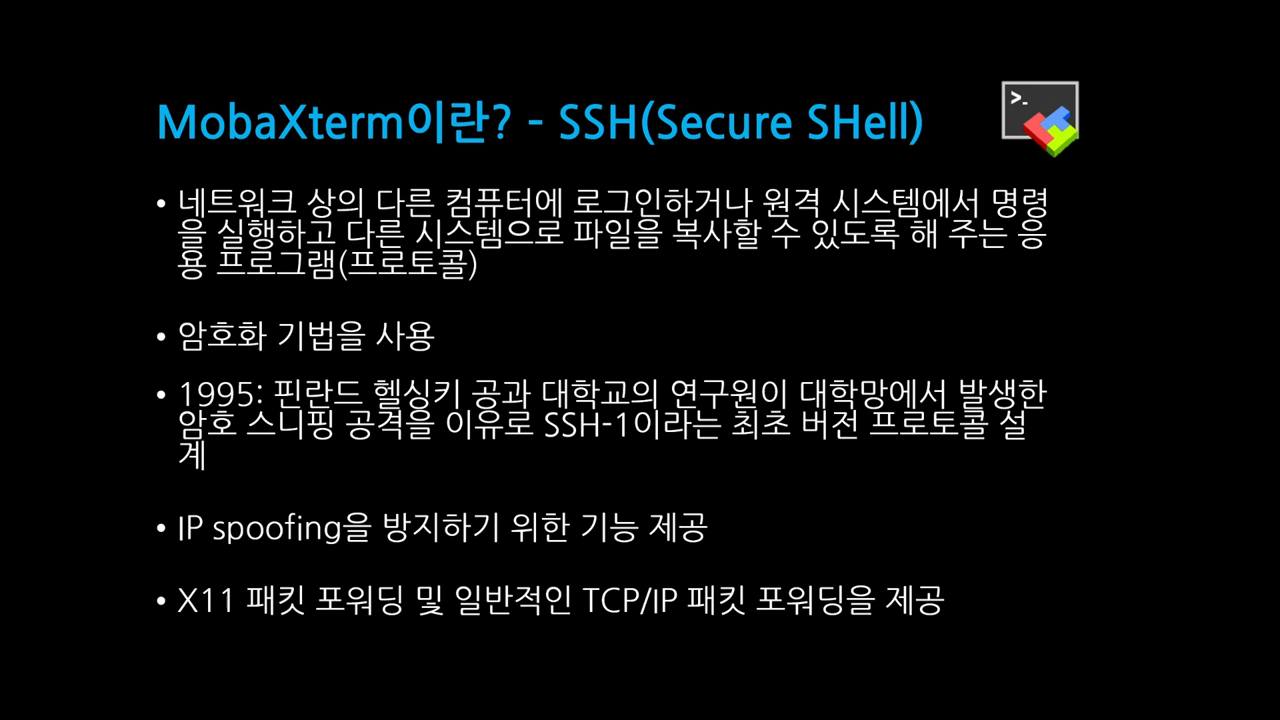 MobaXterm이란? - SSH(Secure SHell)
>_
• 네트워크 상의 다른 컴퓨터에 로그인하거나 원격 시스템에서 명령
을 실행하고 다른 시스템으로 파일을 복사할 수 있도록 해 주는 응
용 프로그램(프로토콜)
• 암호화 기법을 사용
• 1995: 핀란드 헬싱키 공과 대학교의 연구원이 대학망에서 발생한
암호 스니핑 공격을 이유로 SSH-1이라는 최초 버전 프로토콜 설
계
• IP spoofing을 방지하기 위한 기능 제공
• X11 패킷 포워딩 및 일반적인 TCP/IP 패킷 포워딩을 제공